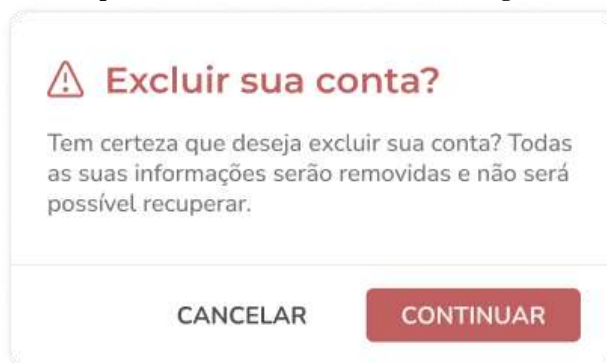 Excluir sua conta?
Tem certeza que deseja excluir sua conta? Todas
as suas informações serão removidas e não será
possível recuperar.
CANCELAR CONTINUAR